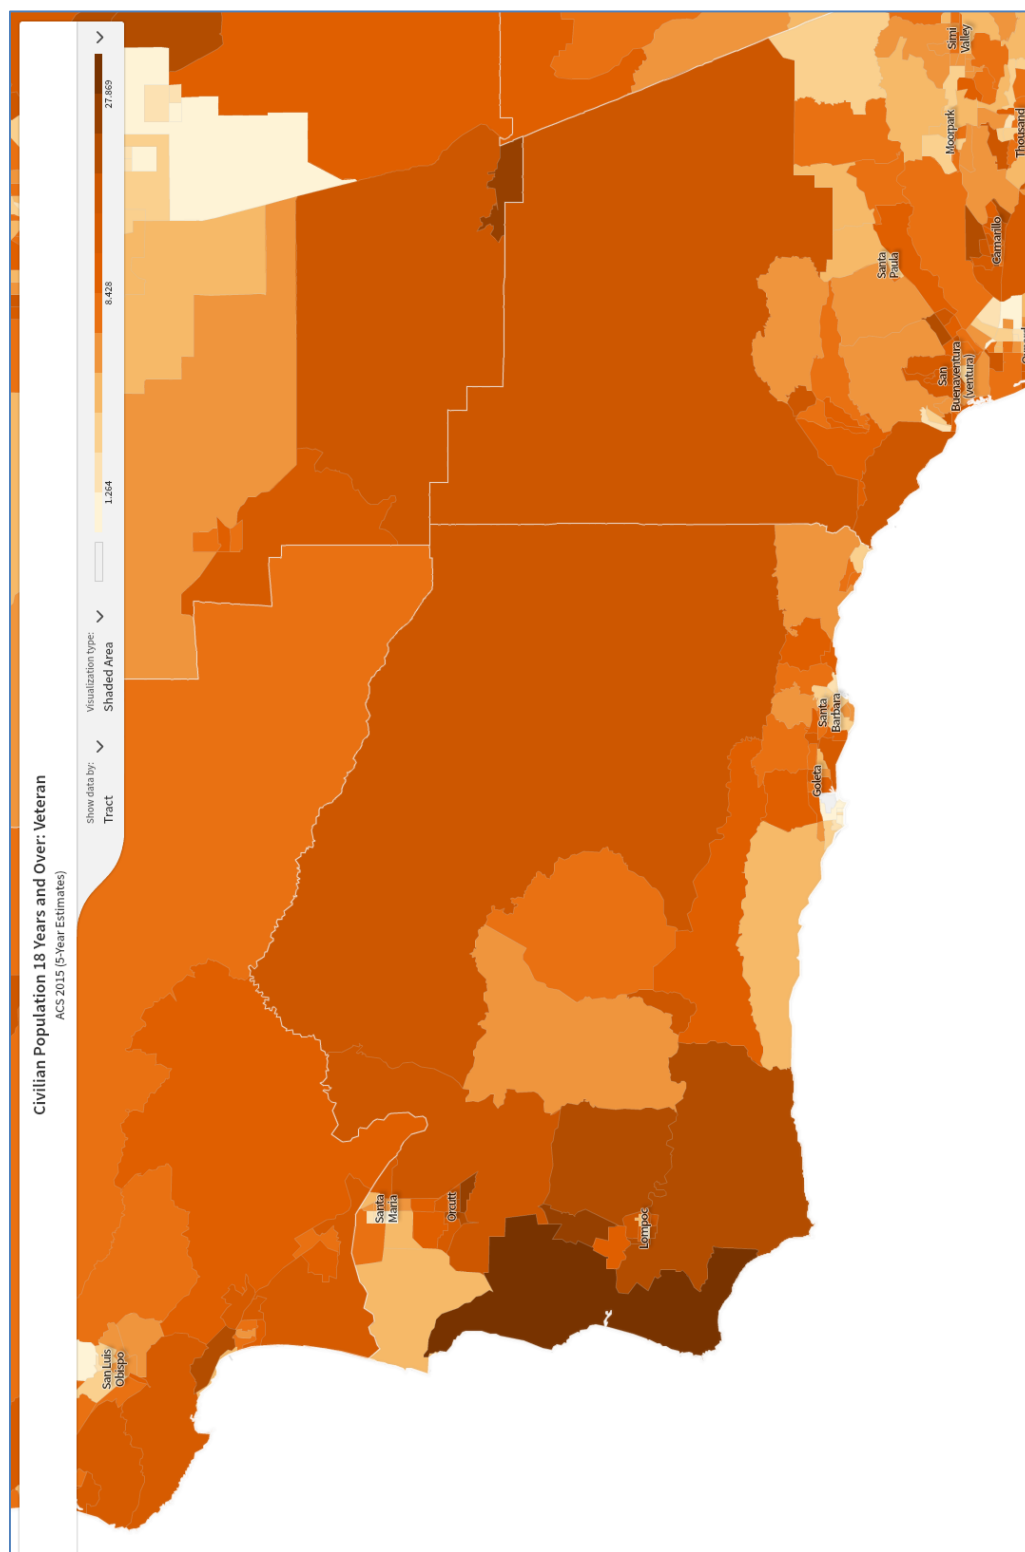 Civilian Population 18 Years and Over: Veteran
ACS 2015 (5-Year Estimates)
Show data by:
Tract
Visualization type:
Shaded Area
1.264
8.428
27.869
San Luis
Obispo
Santa
Maria
Orcutt
Lompoc
Goleta
Santa
Barbara
San
Buenaventura
(ventura)
Santa
Paula
Camarillo
Moorpark
Simi
Valley
Thousand